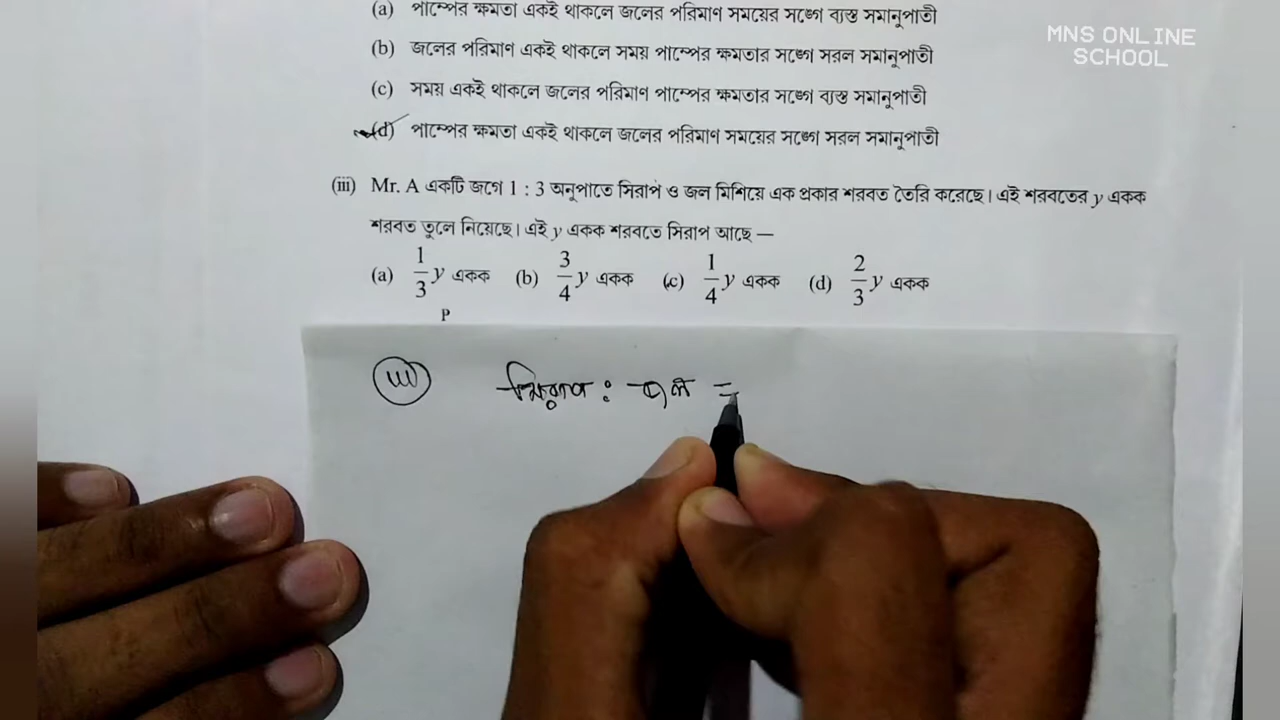 (a) পাম্পের ক্ষমতা একই থাকলে জলের পরিমাণ সময়ের সঙ্গে ব্যস্ত সমানুপাতী
MNS ONLINE
SCHOOL
(b) জলের পরিমাণ একই থাকলে সময় পাম্পের ক্ষমতার সঙ্গে সরল সমানুপাতী
(c) সময় একই থাকলে জলের পরিমাণ পাম্পের ক্ষমতার সঙ্গে ব্যস্ত সমানুপাতী
(d) পাম্পের ক্ষমতা একই থাকলে জলের পরিমাণ সময়ের সঙ্গে সরল সমানুপাতী
(iii) Mr. A একটি জগে 1 : 3 অনুপাতে সিরাপ ও জল মিশিয়ে এক প্রকার শরবত তৈরি করেছে। এই শরবতের y একক
শরবত তুলে নিয়েছে। এই y একক শরবতে সিরাপ আছে —
(a) 1/3 y একক (b) 3/4 y একক (c) 1/4 y একক (d) 2/3 y একক
P
(iii) সিরাপ : জল =